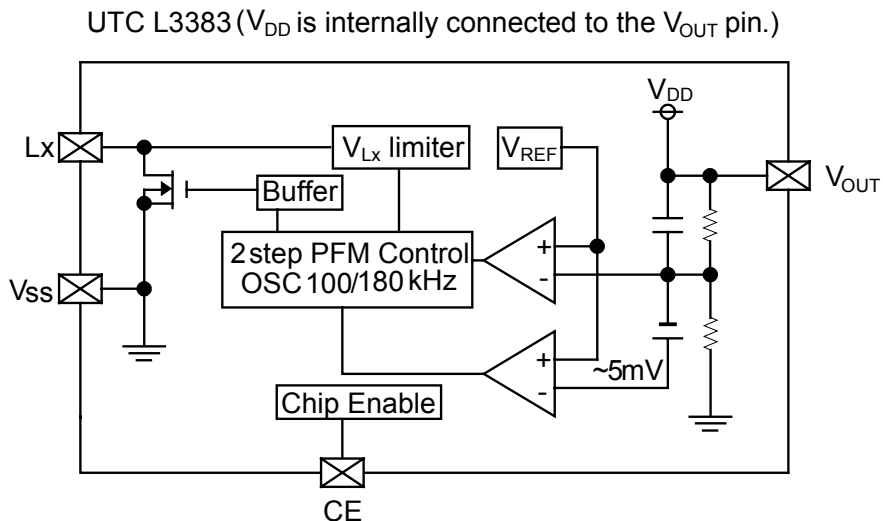 UTC L3383 (VDD is internally connected to the VOUT pin.)
VDD
Lx
VLx limiter
VREF
VOUT
Buffer
2 step PFM Control
OSC 100/180 kHz
+
-
Vss
+
-
~5mV
Chip Enable
CE